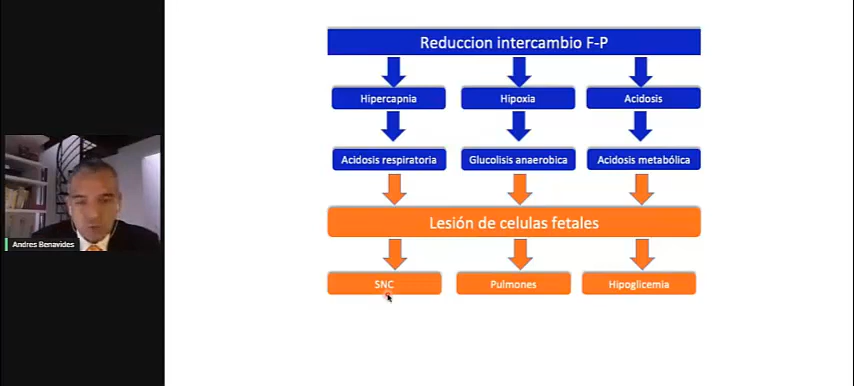 Reduccion intercambio F-P
Hipercapnia
Hipoxia
Acidosis
Acidosis respiratoria
Glucolisis anaerobica
Acidosis metabólica
Lesión de celulas fetales
SNC
Pulmones
Hipoglicemia
Andres Benavides